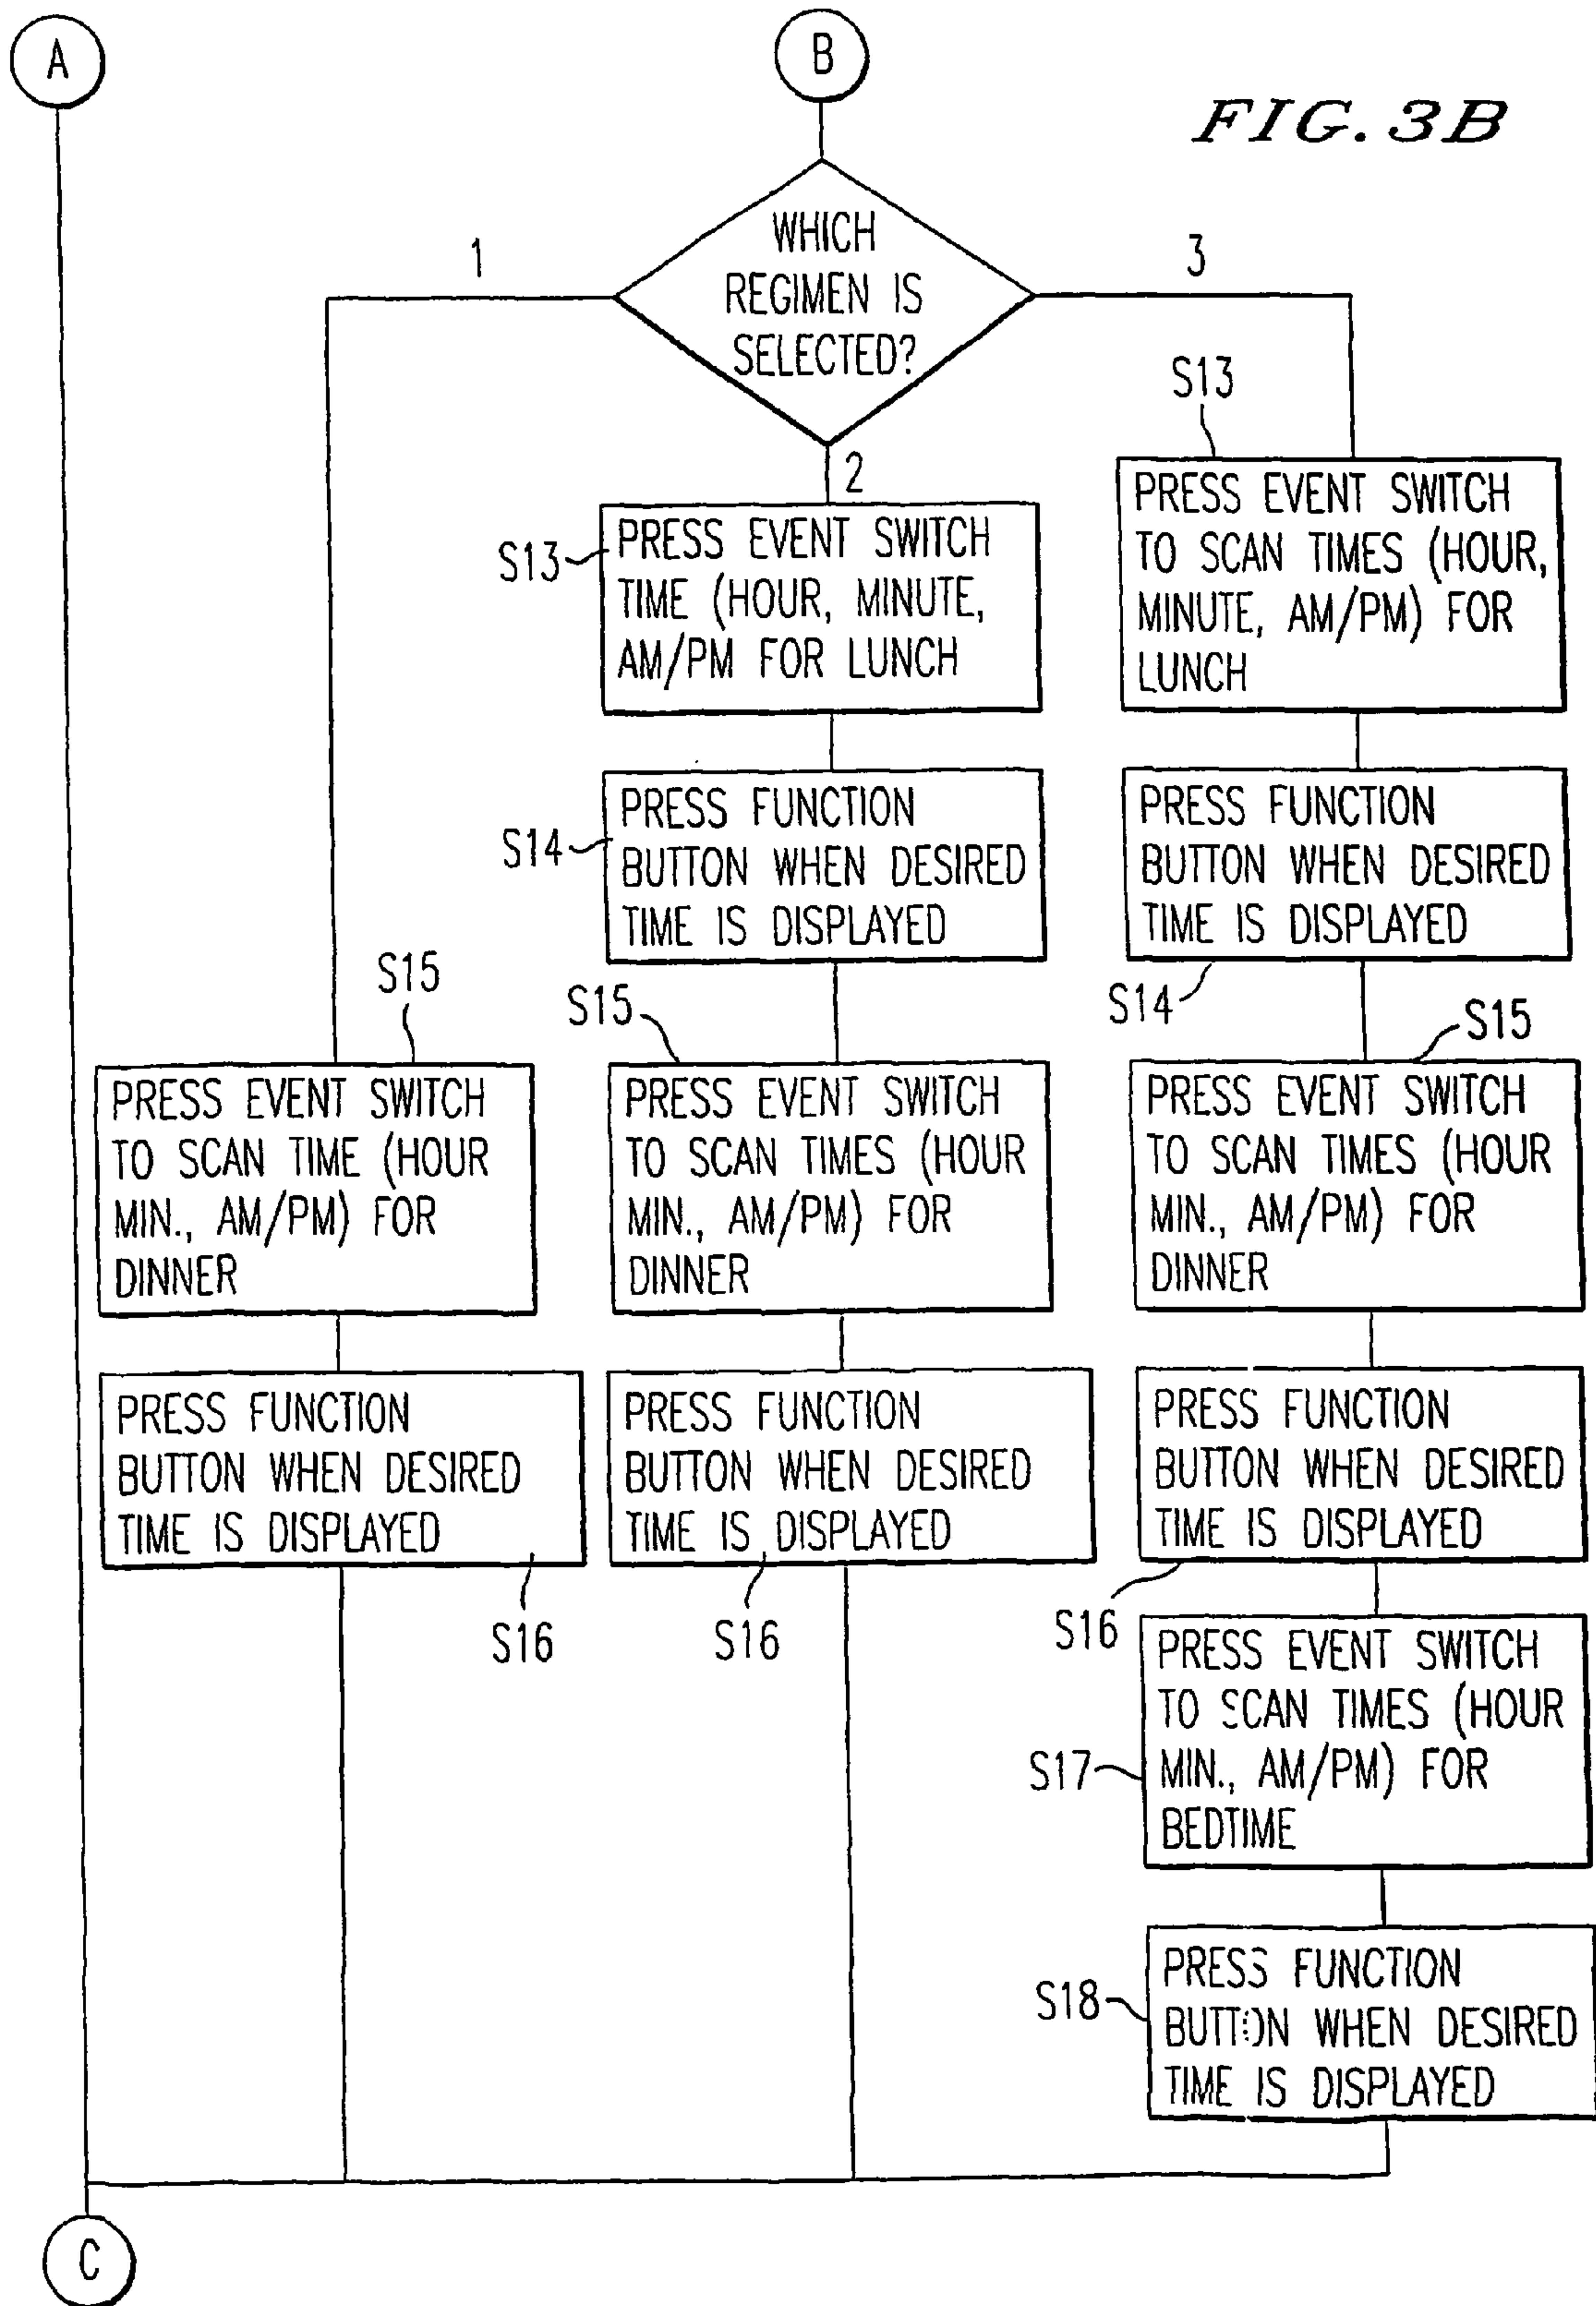 A
B
FIG. 3B
WHICH
REGIMEN IS
SELECTED?
1
2
3
S15
PRESS EVENT SWITCH
TO SCAN TIME (HOUR
MIN., AM/PM) FOR
DINNER
PRESS FUNCTION
BUTTON WHEN DESIRED
TIME IS DISPLAYED
S16
S13
PRESS EVENT SWITCH
TIME (HOUR, MINUTE,
AM/PM FOR LUNCH
S14
PRESS FUNCTION
BUTTON WHEN DESIRED
TIME IS DISPLAYED
S15
PRESS EVENT SWITCH
TO SCAN TIMES (HOUR
MIN., AM/PM) FOR
DINNER
PRESS FUNCTION
BUTTON WHEN DESIRED
TIME IS DISPLAYED
S16
S13
PRESS EVENT SWITCH
TO SCAN TIMES (HOUR,
MINUTE, AM/PM) FOR
LUNCH
PRESS FUNCTION
BUTTON WHEN DESIRED
TIME IS DISPLAYED
S14
S15
PRESS EVENT SWITCH
TO SCAN TIMES (HOUR
MIN., AM/PM) FOR
DINNER
PRESS FUNCTION
BUTTON WHEN DESIRED
TIME IS DISPLAYED
S16
PRESS EVENT SWITCH
TO SCAN TIMES (HOUR
MIN., AM/PM) FOR
BEDTIME
S17
PRESS FUNCTION
BUTTON WHEN DESIRED
TIME IS DISPLAYED
S18
C